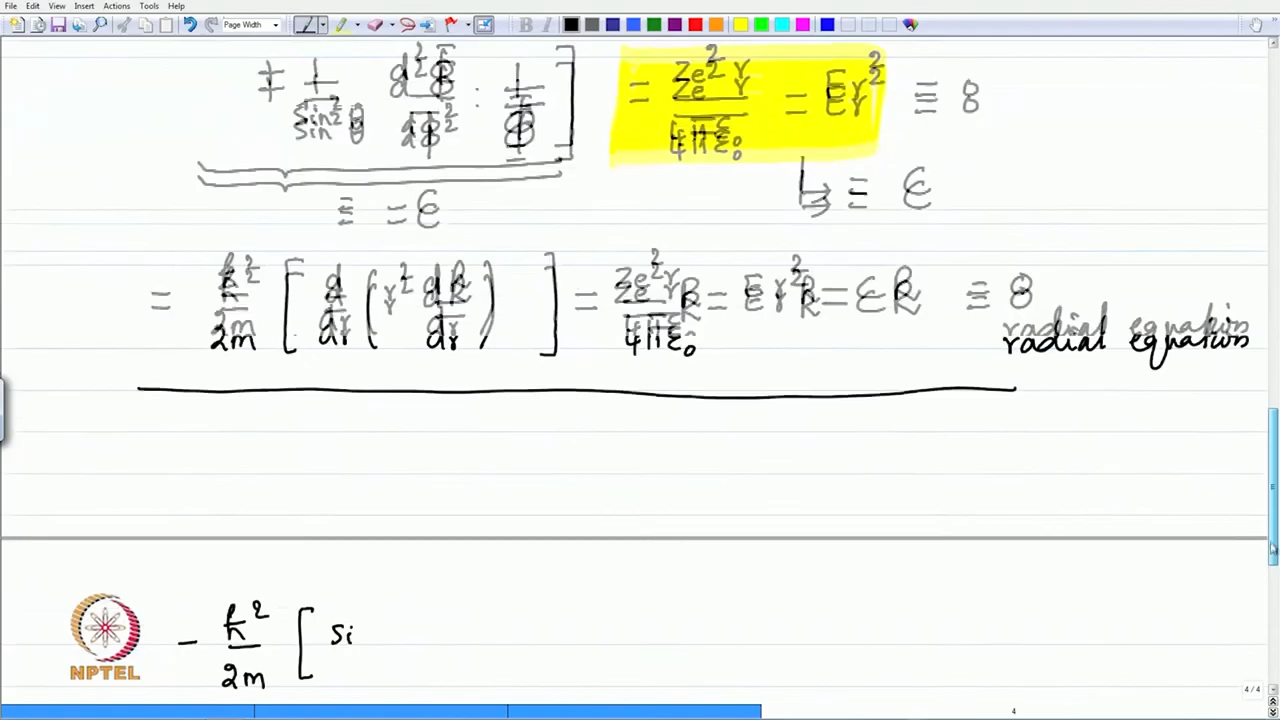 File Edit View Insert Actions Tools Help
Page Width
B I
∓ 1/sin²θ d²Φ/dφ² · 1/Φ ] = Ze²r/4πε₀ = Er² ≡ 0
≡ = ε
↳ ≡ ε
= ħ²/2m [ d/dr ( r² dR/dr ) ] = Ze²r/4πε₀ R = Er²R = εR ≡ 0
radial equation
- ħ²/2m [ si
NPTEL
4/4
4